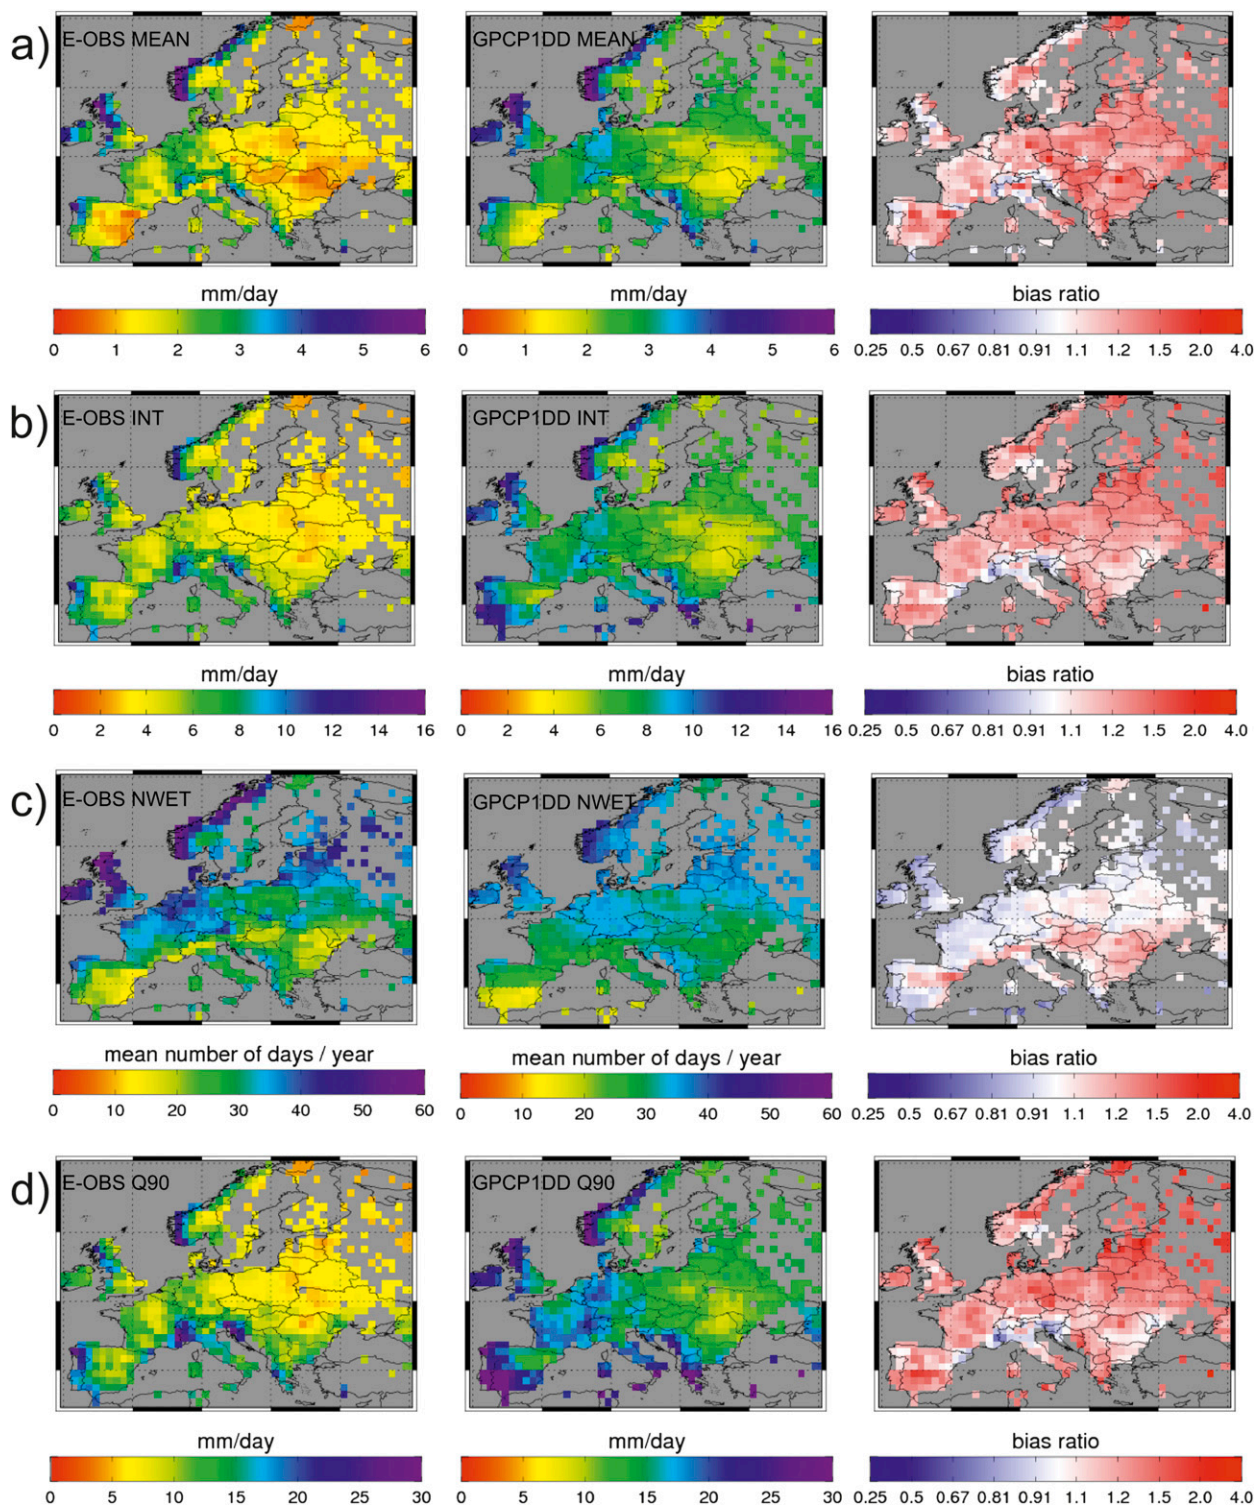 a)
E-OBS MEAN
GPCP1DD MEAN
mm/day
mm/day
bias ratio
0 1 2 3 4 5 6
0 1 2 3 4 5 6
0.25 0.5 0.67 0.81 0.91 1.1 1.2 1.5 2.0 4.0
b)
E-OBS INT
GPCP1DD INT
mm/day
mm/day
bias ratio
0 2 4 6 8 10 12 14 16
0 2 4 6 8 10 12 14 16
0.25 0.5 0.67 0.81 0.91 1.1 1.2 1.5 2.0 4.0
c)
E-OBS NWET
GPCP1DD NWET
mean number of days / year
mean number of days / year
bias ratio
0 10 20 30 40 50 60
0 10 20 30 40 50 60
0.25 0.5 0.67 0.81 0.91 1.1 1.2 1.5 2.0 4.0
d)
E-OBS Q90
GPCP1DD Q90
mm/day
mm/day
bias ratio
0 5 10 15 20 25 30
0 5 10 15 20 25 30
0.25 0.5 0.67 0.81 0.91 1.1 1.2 1.5 2.0 4.0